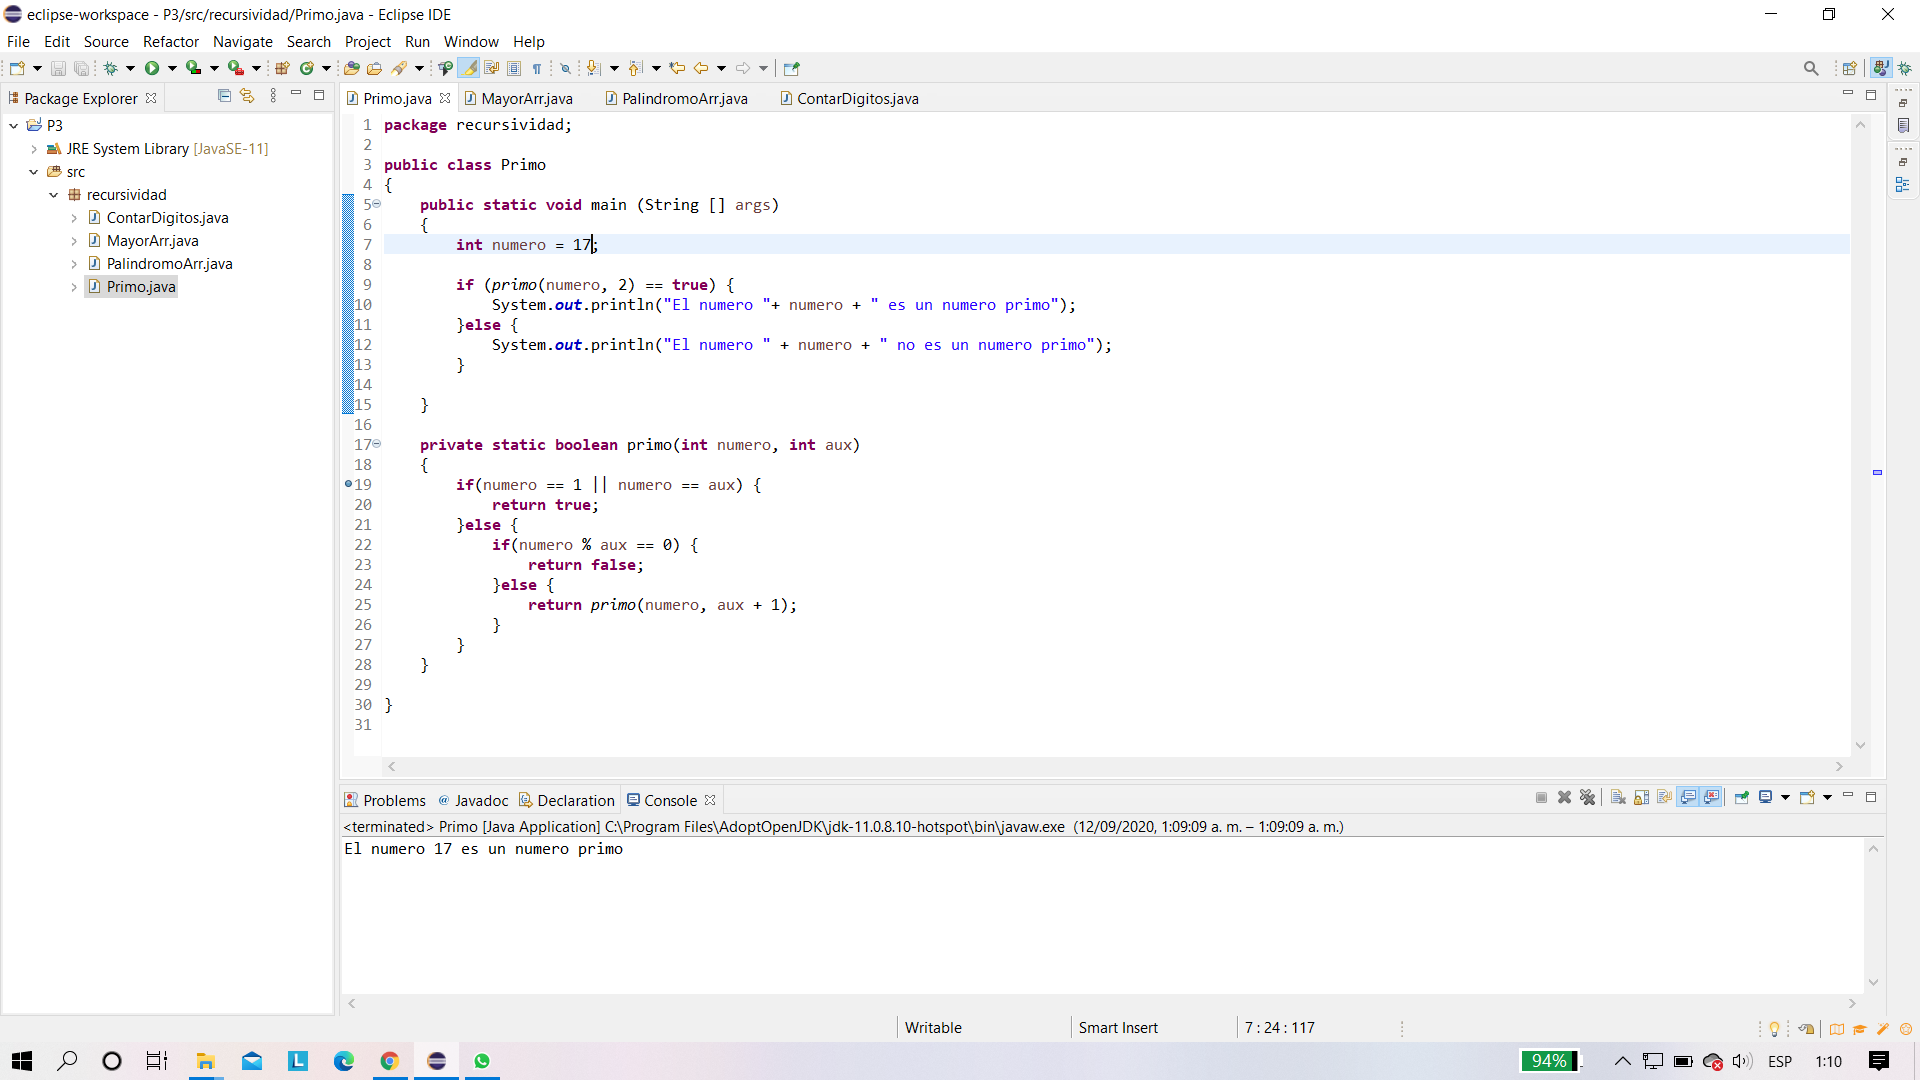 eclipse-workspace - P3/src/recursividad/Primo.java - Eclipse IDE
File Edit Source Refactor Navigate Search Project Run Window Help
Package Explorer
P3
JRE System Library [JavaSE-11]
src
recursividad
ContarDigitos.java
MayorArr.java
PalindromoArr.java
Primo.java
Primo.java MayorArr.java PalindromoArr.java ContarDigitos.java
1 package recursividad;
2
3 public class Primo
4 {
5 public static void main (String [] args)
6 {
7 int numero = 17;
8
9 if (primo(numero, 2) == true) {
10 System.out.println("El numero "+ numero + " es un numero primo");
11 }else {
12 System.out.println("El numero " + numero + " no es un numero primo");
13 }
14
15 }
16
17 private static boolean primo(int numero, int aux)
18 {
19 if(numero == 1 || numero == aux) {
20 return true;
21 }else {
22 if(numero % aux == 0) {
23 return false;
24 }else {
25 return primo(numero, aux + 1);
26 }
27 }
28 }
29
30 }
31
Problems @ Javadoc Declaration Console
<terminated> Primo [Java Application] C:\Program Files\AdoptOpenJDK\jdk-11.0.8.10-hotspot\bin\javaw.exe (12/09/2020, 1:09:09 a. m. – 1:09:09 a. m.)
El numero 17 es un numero primo
Writable Smart Insert 7 : 24 : 117
L 94% ESP 1:10